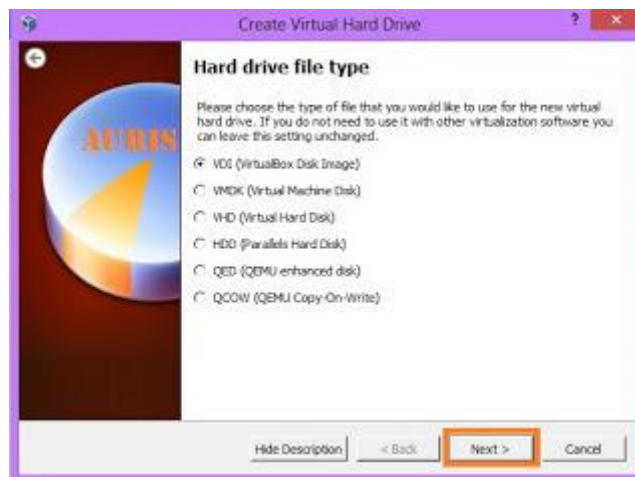 Create Virtual Hard Drive
?
×
AURIS
Hard drive file type
Please choose the type of file that you would like to use for the new virtual
hard drive. If you do not need to use it with other virtualization software you
can leave this setting unchanged.
VDI (VirtualBox Disk Image)
VMDK (Virtual Machine Disk)
VHD (Virtual Hard Disk)
HDD (Parallels Hard Disk)
QED (QEMU enhanced disk)
QCOW (QEMU Copy-On-Write)
Hide Description < Back Next > Cancel